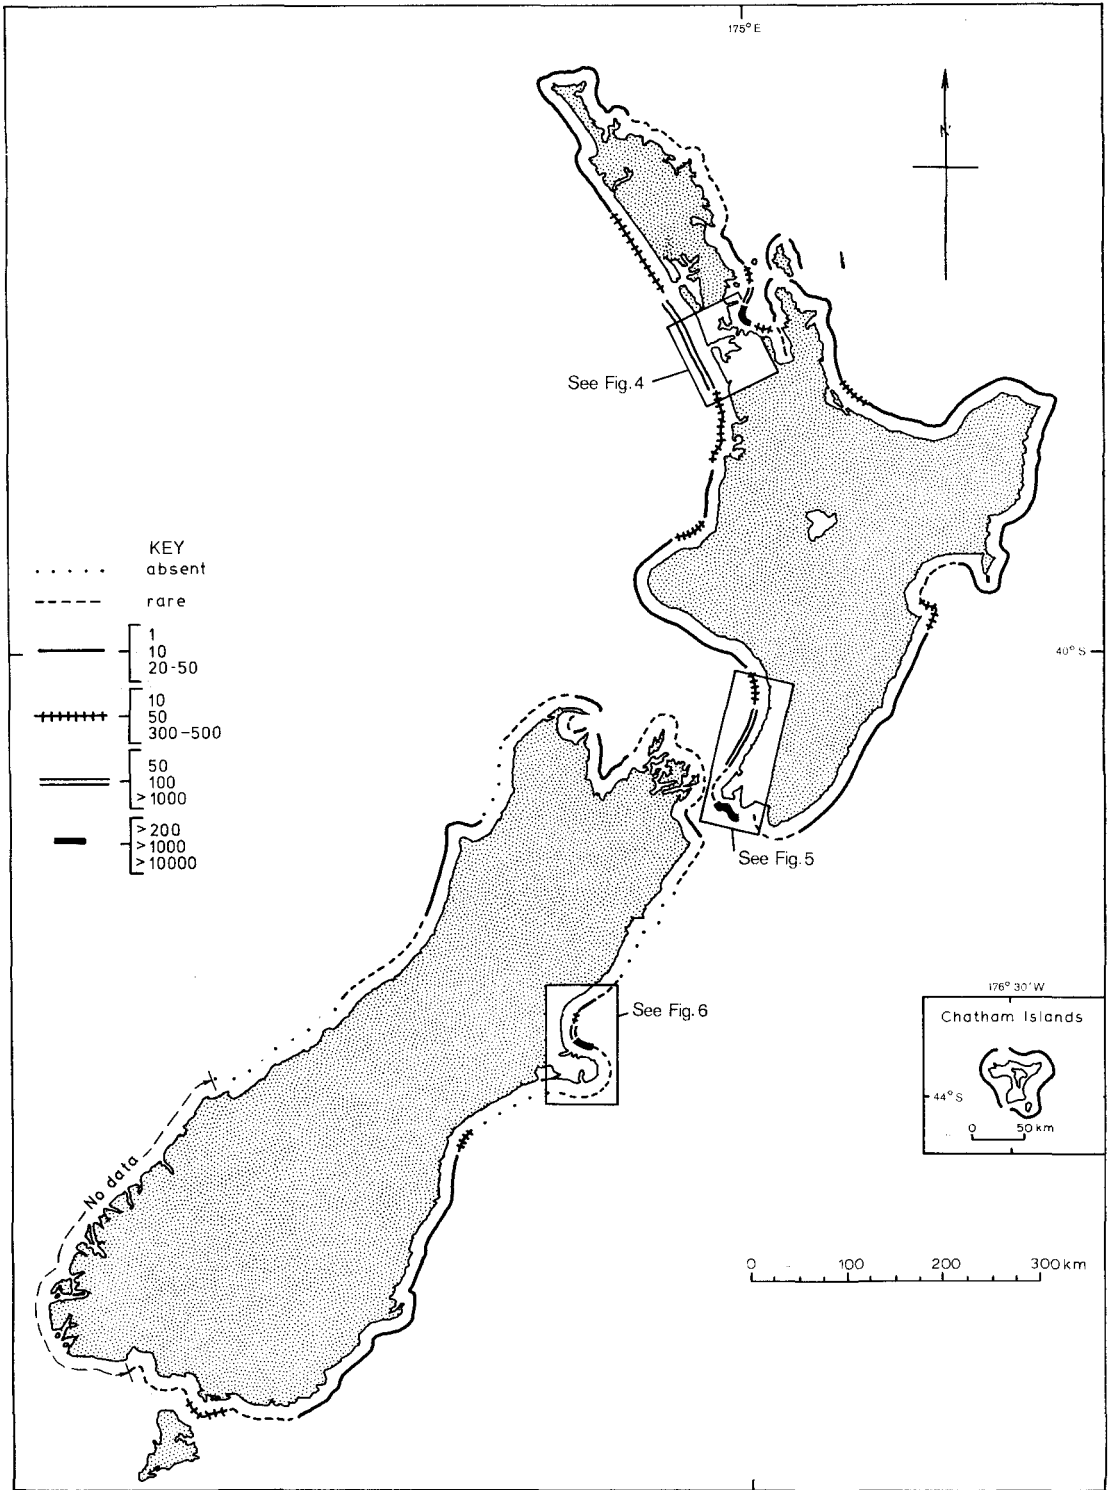 175° E
N
See Fig. 4
KEY
absent
rare
1
10
20-50
10
50
300-500
50
100
>1000
>200
>1000
>10000
40° S
See Fig. 5
See Fig. 6
176° 30' W
Chatham Islands
44° S
0 50 km
No data
0 100 200 300 km